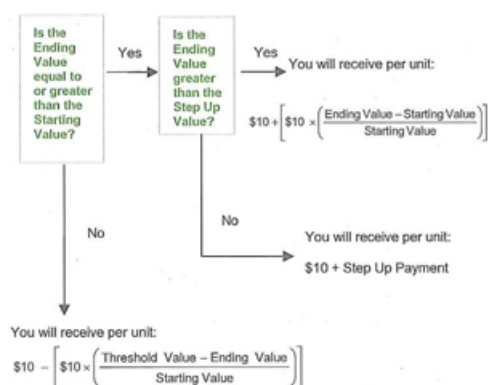 Is the
Ending
Value
equal to
or greater
than the
Starting
Value?
Yes
Is the
Ending
Value
greater
than the
Step Up
Value?
Yes
You will receive per unit:
$10 + [ $10 × ( Ending Value – Starting Value / Starting Value ) ]
No
You will receive per unit:
$10 + Step Up Payment
No
You will receive per unit:
$10 – [ $10 × ( Threshold Value – Ending Value / Starting Value ) ]